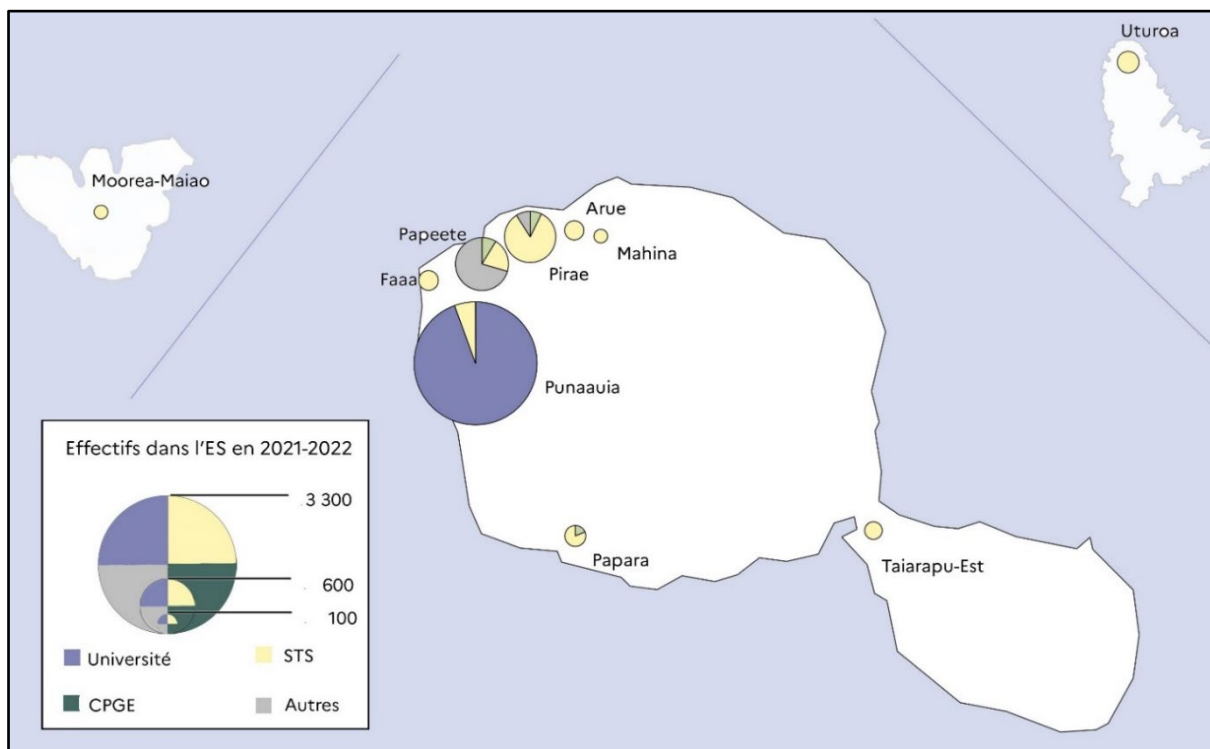 Uturoa
Moorea-Maiao
Arue
Papeete
Mahina
Pirae
Faaa
Punaauia
Effectifs dans l'ES en 2021-2022
3 300
600
100
Université
STS
CPGE
Autres
Papara
Taiarapu-Est